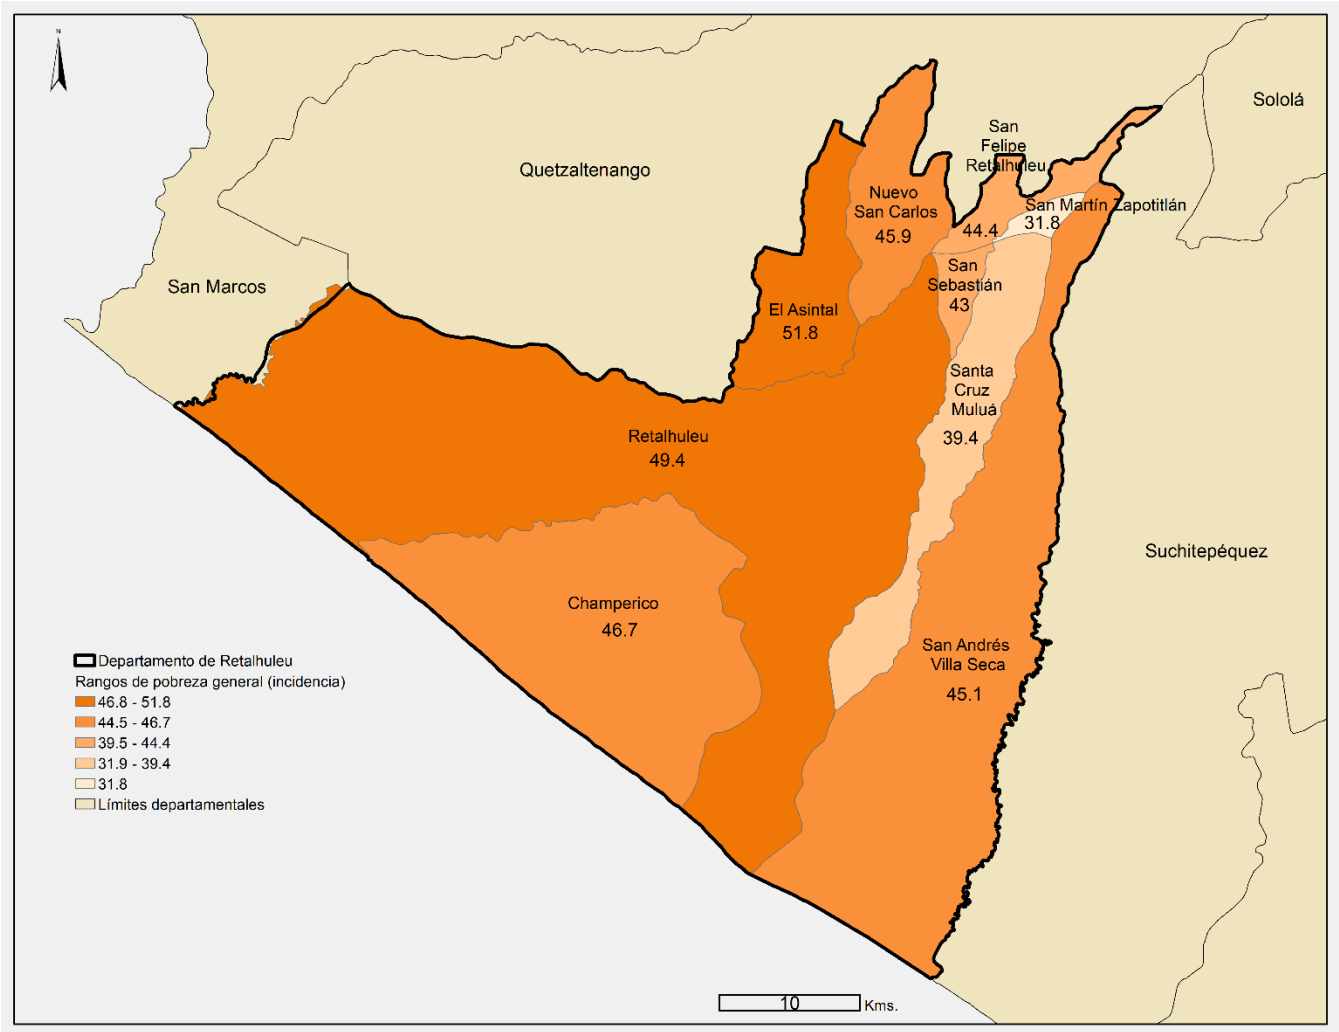 N
Sololá
San
Felipe
Retalhuleu
Quetzaltenango
Nuevo
San Carlos
45.9
San Martín Zapotitlán
31.8
44.4
San
Sebastián
43
San Marcos
El Asintal
51.8
Santa
Cruz
Muluá
39.4
Retalhuleu
49.4
Suchitepéquez
Champerico
46.7
San Andrés
Villa Seca
45.1
Departamento de Retalhuleu
Rangos de pobreza general (incidencia)
46.8 - 51.8
44.5 - 46.7
39.5 - 44.4
31.9 - 39.4
31.8
Límites departamentales
10 Kms.